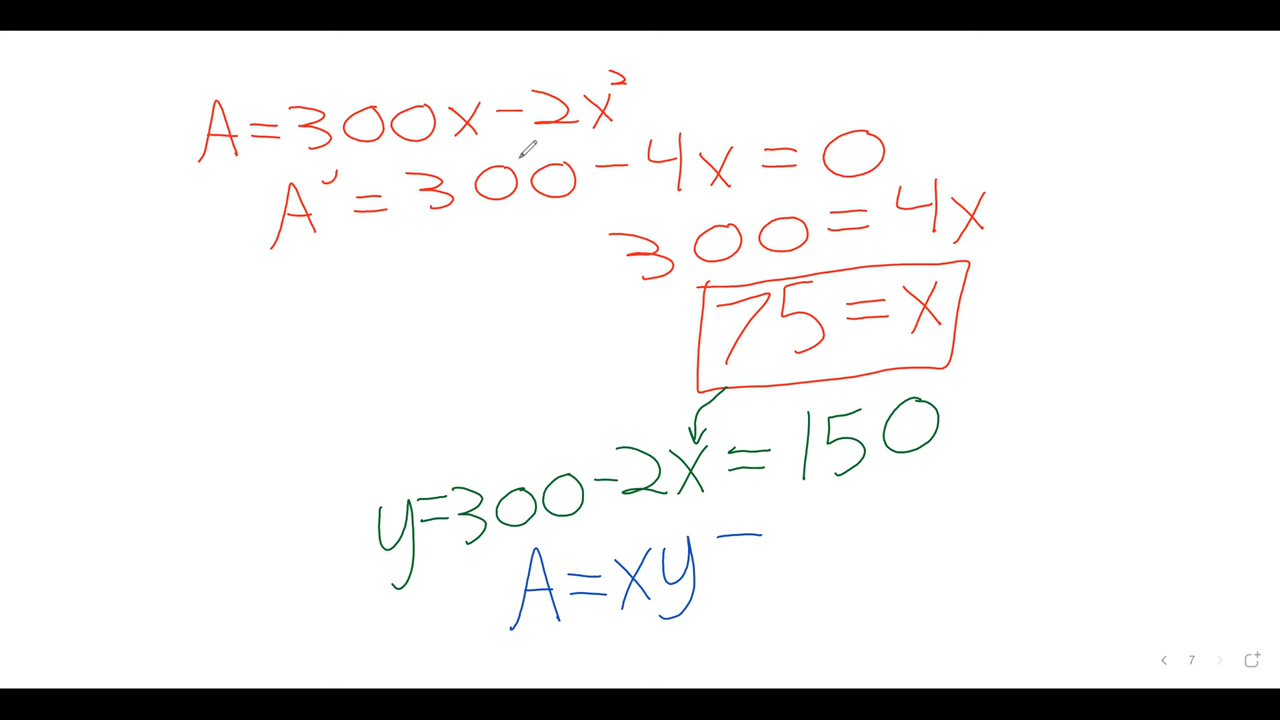 A = 300x - 2x²
A' = 300 - 4x = 0
300 = 4x
75 = x
y = 300 - 2x = 150
A = xy -
7